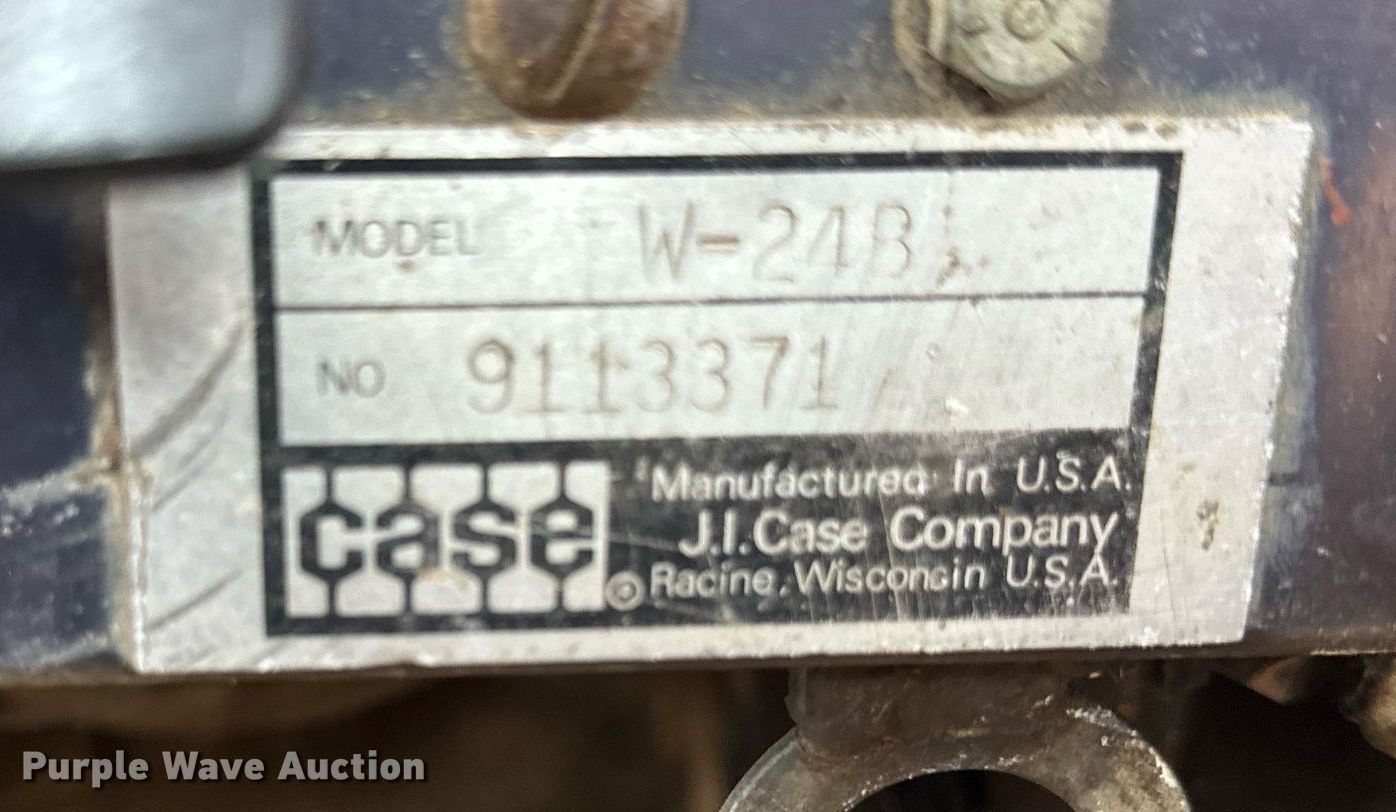 MODEL W-24B
NO 9113371
case
Manufactured In U.S.A.
J.I.Case Company
© Racine, Wisconsin U.S.A.
Purple Wave Auction